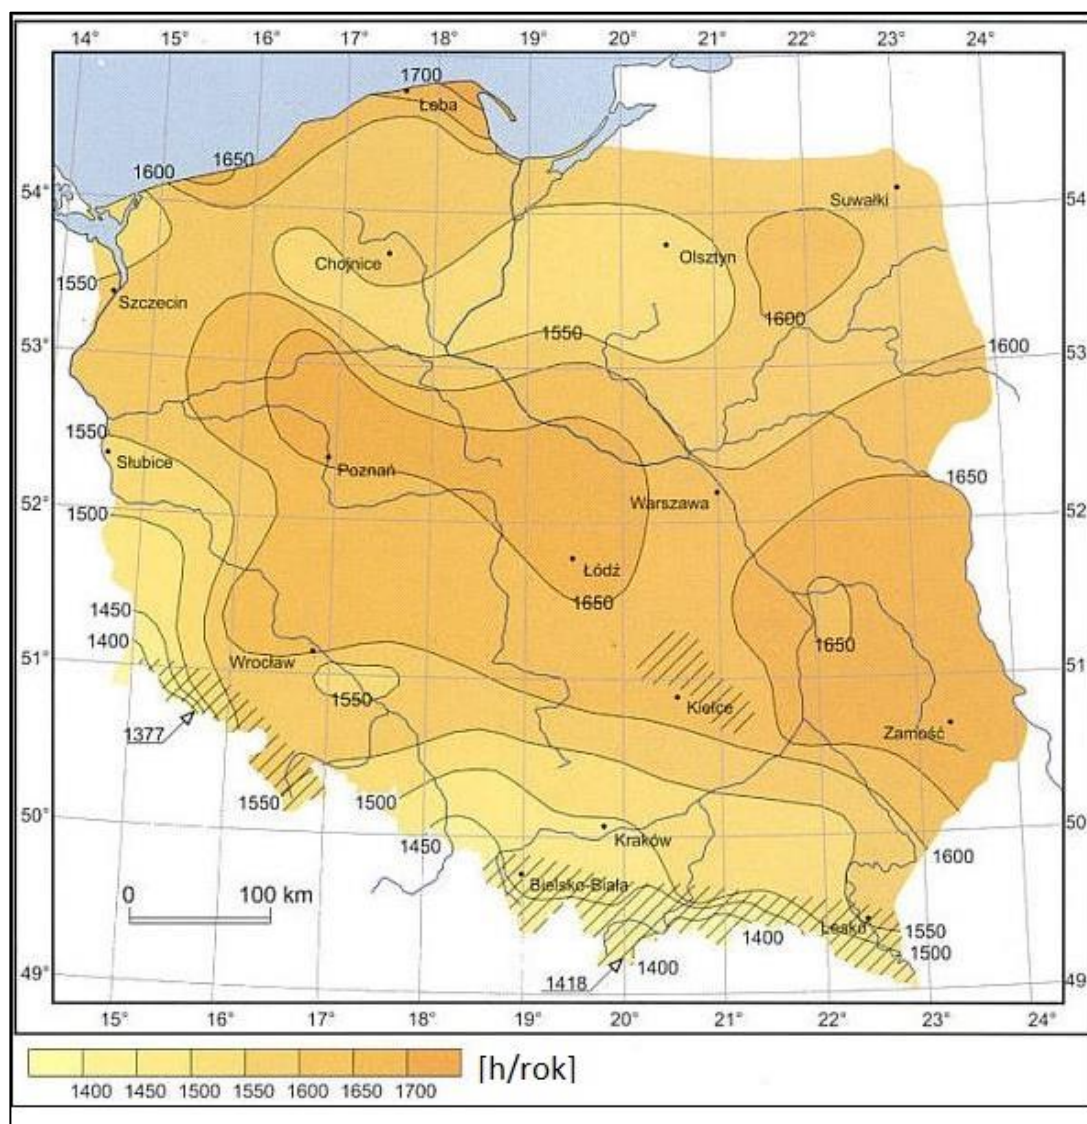 14° 15° 16° 17° 18° 19° 20° 21° 22° 23° 24°
1700
Łeba
1650
1600
54° 54
Suwałki
Chojnice
Olsztyn
1550
Szczecin
1550
1600
53° 53
1600
1550
Słubice
Poznań
1650
Warszawa
52° 52
1500
Łódź
1650
1450
1650
1400
51° 51
Wrocław
1550
Kielce
Zamość
1377
1550
1500
50° 50
Kraków
1450
1600
0 100 km
Bielsko-Biała
Lesko
1550
1400
1500
1400
49° 49
1418
15° 16° 17° 18° 19° 20° 21° 22° 23° 24°
[h/rok]
1400 1450 1500 1550 1600 1650 1700